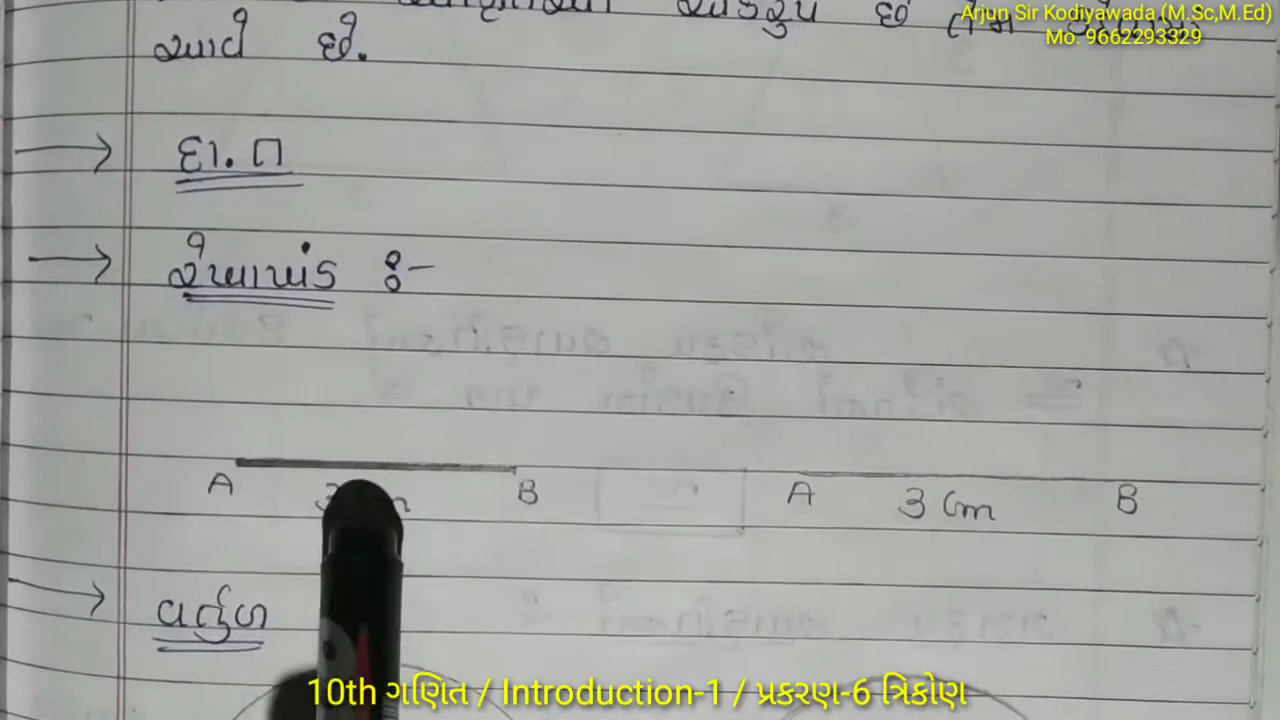 Arjun Sir Kodiyawada (M.Sc,M.Ed)
Mo. 9662293329
આવે છે.
દા.ત
રેખાખંડ :-
A B A 3 Cm B
વર્તુળ
10th ગણિત / Introduction-1 / પ્રકરણ-6 ત્રિકોણ